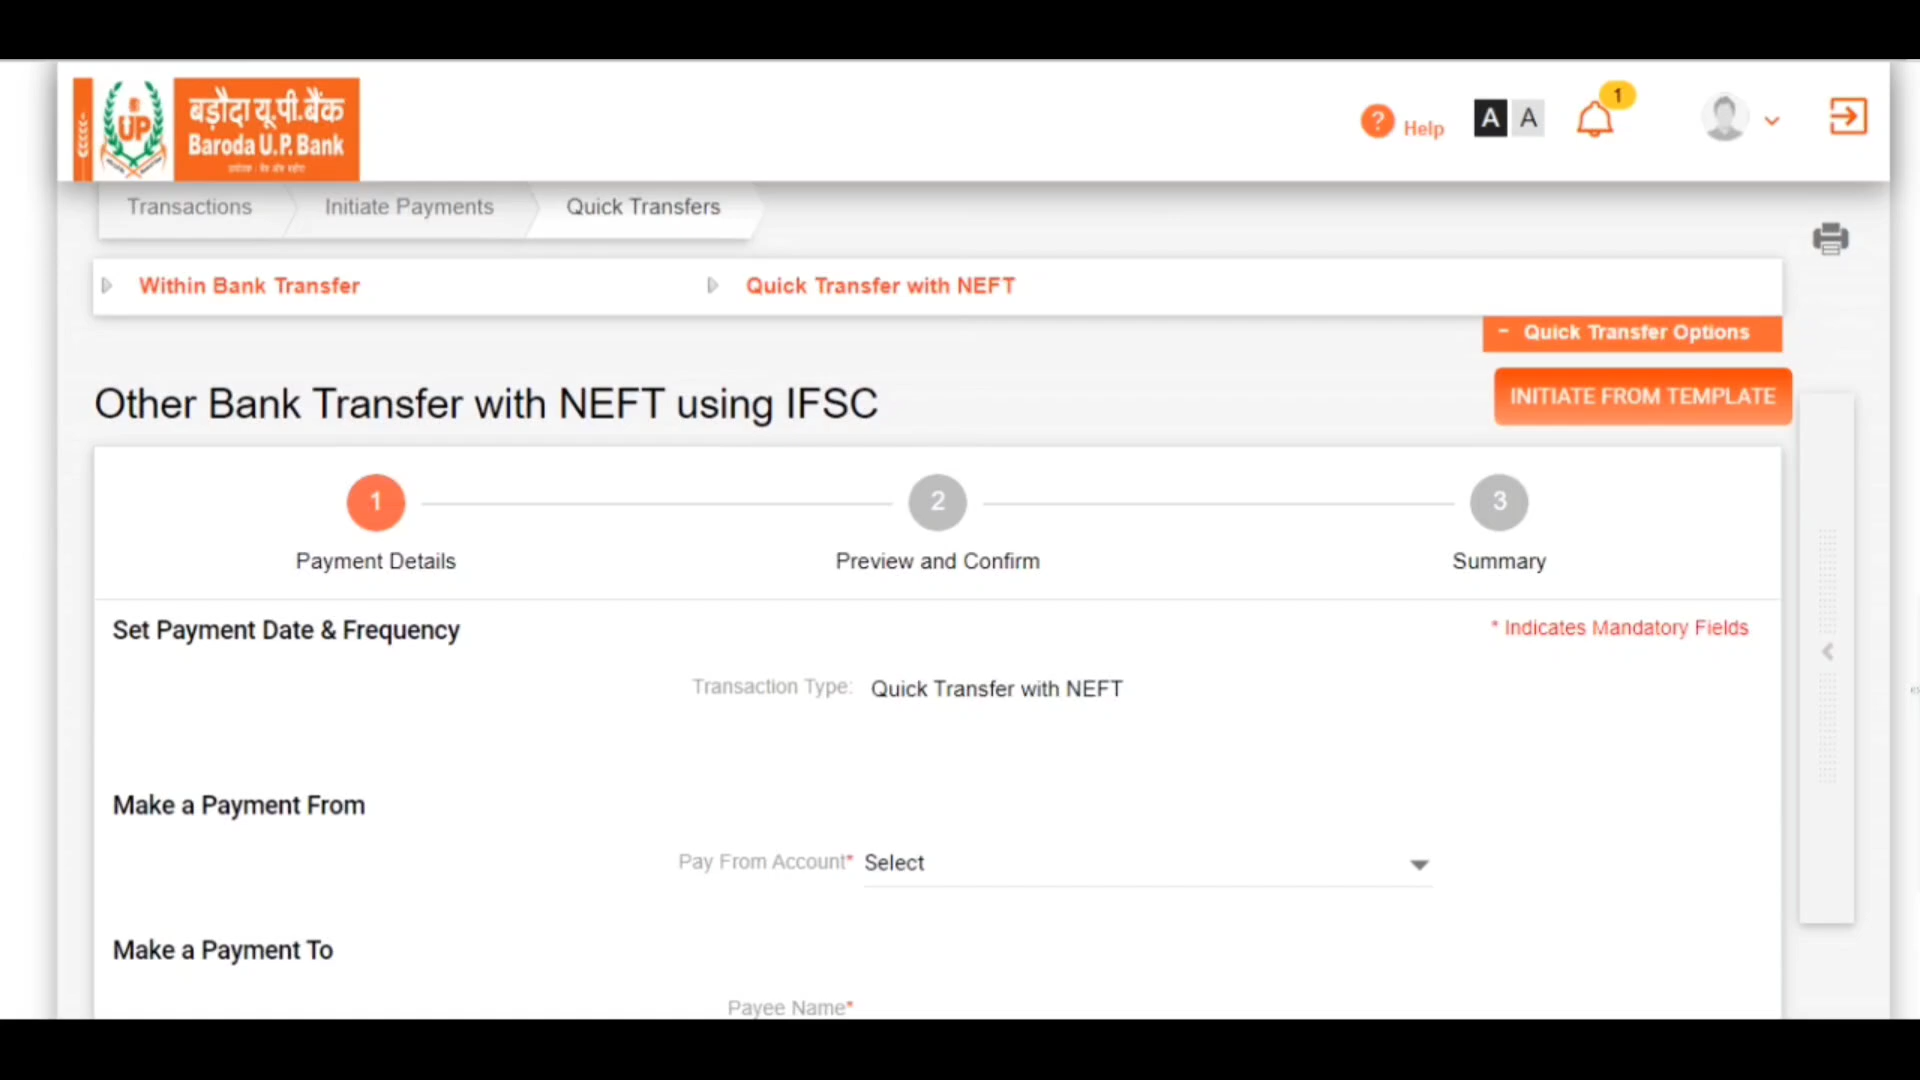 बड़ौदा यू.पी. बैंक
Baroda U.P. Bank
UP
? Help
A A
1
Transactions
Initiate Payments
Quick Transfers
Within Bank Transfer
Quick Transfer with NEFT
- Quick Transfer Options
Other Bank Transfer with NEFT using IFSC
INITIATE FROM TEMPLATE
1
2
3
Payment Details
Preview and Confirm
Summary
Set Payment Date & Frequency
* Indicates Mandatory Fields
Transaction Type: Quick Transfer with NEFT
Make a Payment From
Pay From Account* Select
Make a Payment To
Payee Name*